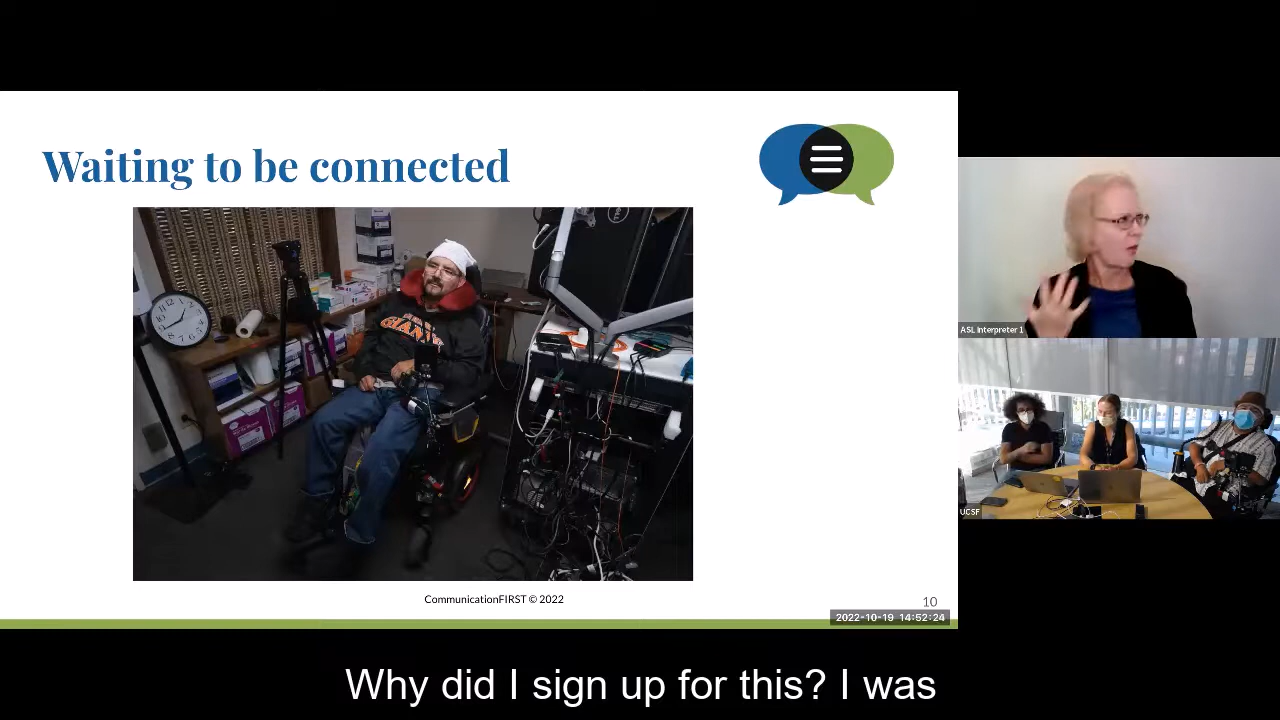 Waiting to be connected
GIANTS
CommunicationFIRST © 2022
10
2022-10-19 14:52:24
ASL Interpreter 1
UCSF
Why did I sign up for this? I was